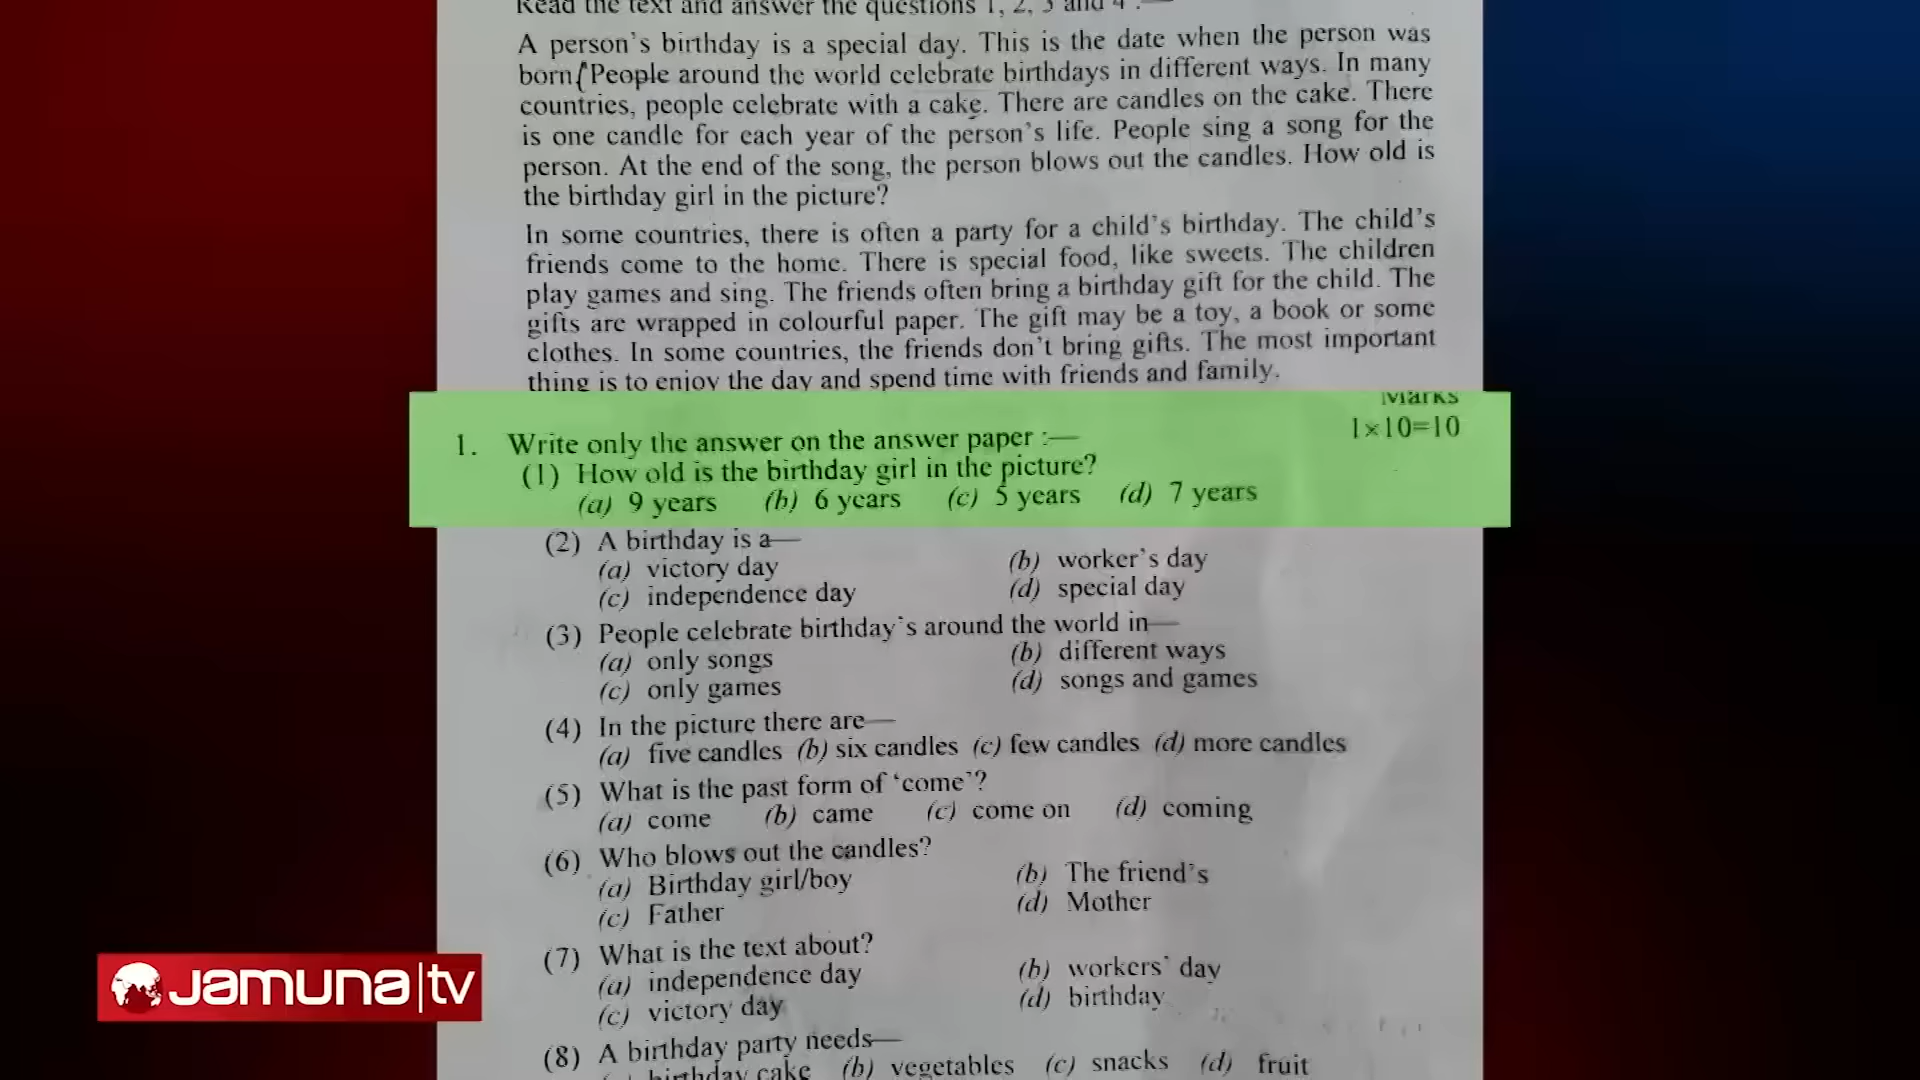 Read the text and answer the questions 1, 2, 3 and 4 :—
A person's birthday is a special day. This is the date when the person was
born. People around the world celebrate birthdays in different ways. In many
countries, people celebrate with a cake. There are candles on the cake. There
is one candle for each year of the person's life. People sing a song for the
person. At the end of the song, the person blows out the candles. How old is
the birthday girl in the picture?
In some countries, there is often a party for a child's birthday. The child's
friends come to the home. There is special food, like sweets. The children
play games and sing. The friends often bring a birthday gift for the child. The
gifts are wrapped in colourful paper. The gift may be a toy, a book or some
clothes. In some countries, the friends don't bring gifts. The most important
thing is to enjoy the day and spend time with friends and family.
Marks
1. Write only the answer on the answer paper :— 1×10=10
(1) How old is the birthday girl in the picture?
(a) 9 years (b) 6 years (c) 5 years (d) 7 years
(2) A birthday is a—
(a) victory day (b) worker's day
(c) independence day (d) special day
(3) People celebrate birthday's around the world in—
(a) only songs (b) different ways
(c) only games (d) songs and games
(4) In the picture there are—
(a) five candles (b) six candles (c) few candles (d) more candles
(5) What is the past form of 'come'?
(a) come (b) came (c) come on (d) coming
(6) Who blows out the candles?
(a) Birthday girl/boy (b) The friend's
(c) Father (d) Mother
(7) What is the text about?
(a) independence day (b) workers' day
(c) victory day (d) birthday
(8) A birthday party needs—
birthday cake (b) vegetables (c) snacks (d) fruit
Jamuna|tv